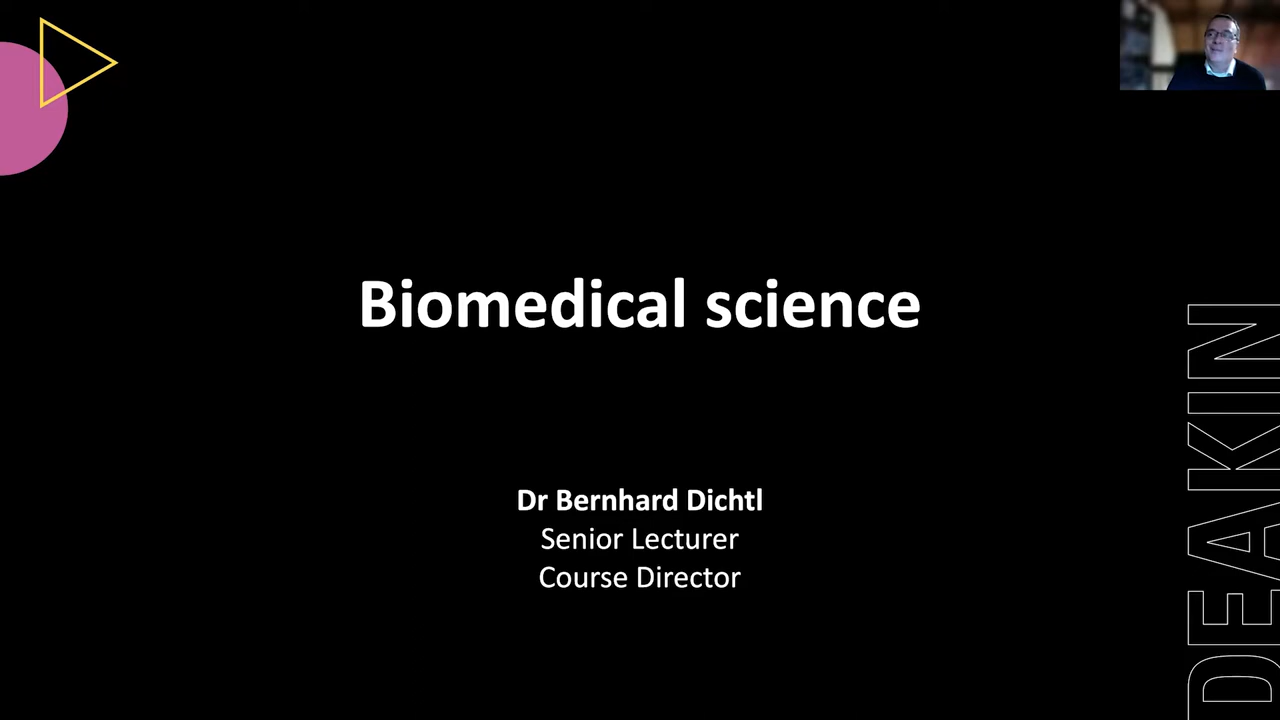 Biomedical science
Dr Bernhard Dichtl
Senior Lecturer
Course Director
DEAKIN